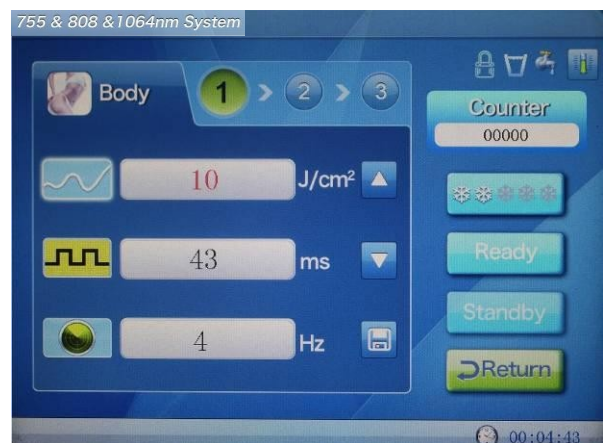 755 & 808 &1064nm System
Body
1 > 2 > 3
Counter
00000
10 J/cm²
43 ms
Ready
Standby
4 Hz
Return
00:04:43